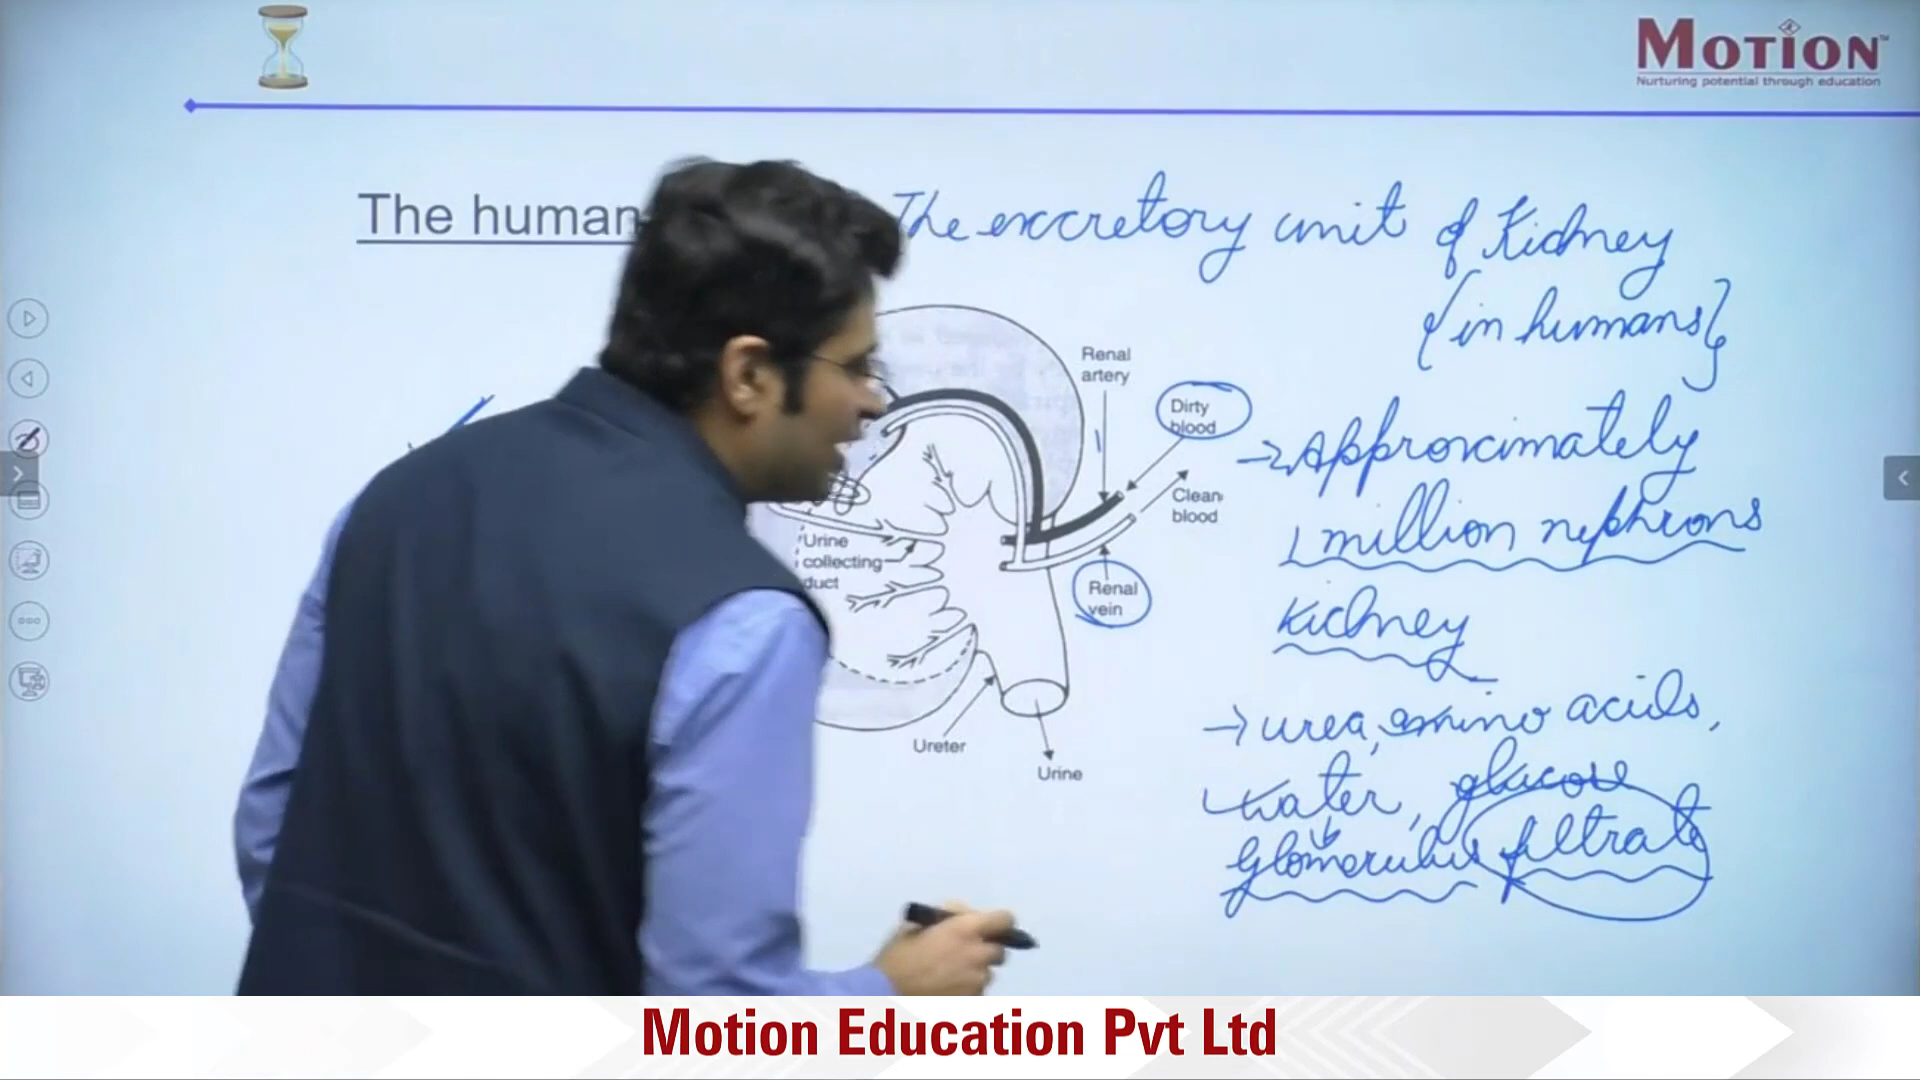 MOTION
Nurturing potential through education
The human
The excretory unit of Kidney
{in humans}
Renal
artery
Dirty
blood
Clean
blood
→ Approximately
1 million nephrons
Kidney
Urine
collecting
duct
Renal
vein
→ urea, amino acids,
water, glucose
glomerulus filtrate
Ureter
Urine
Motion Education Pvt Ltd